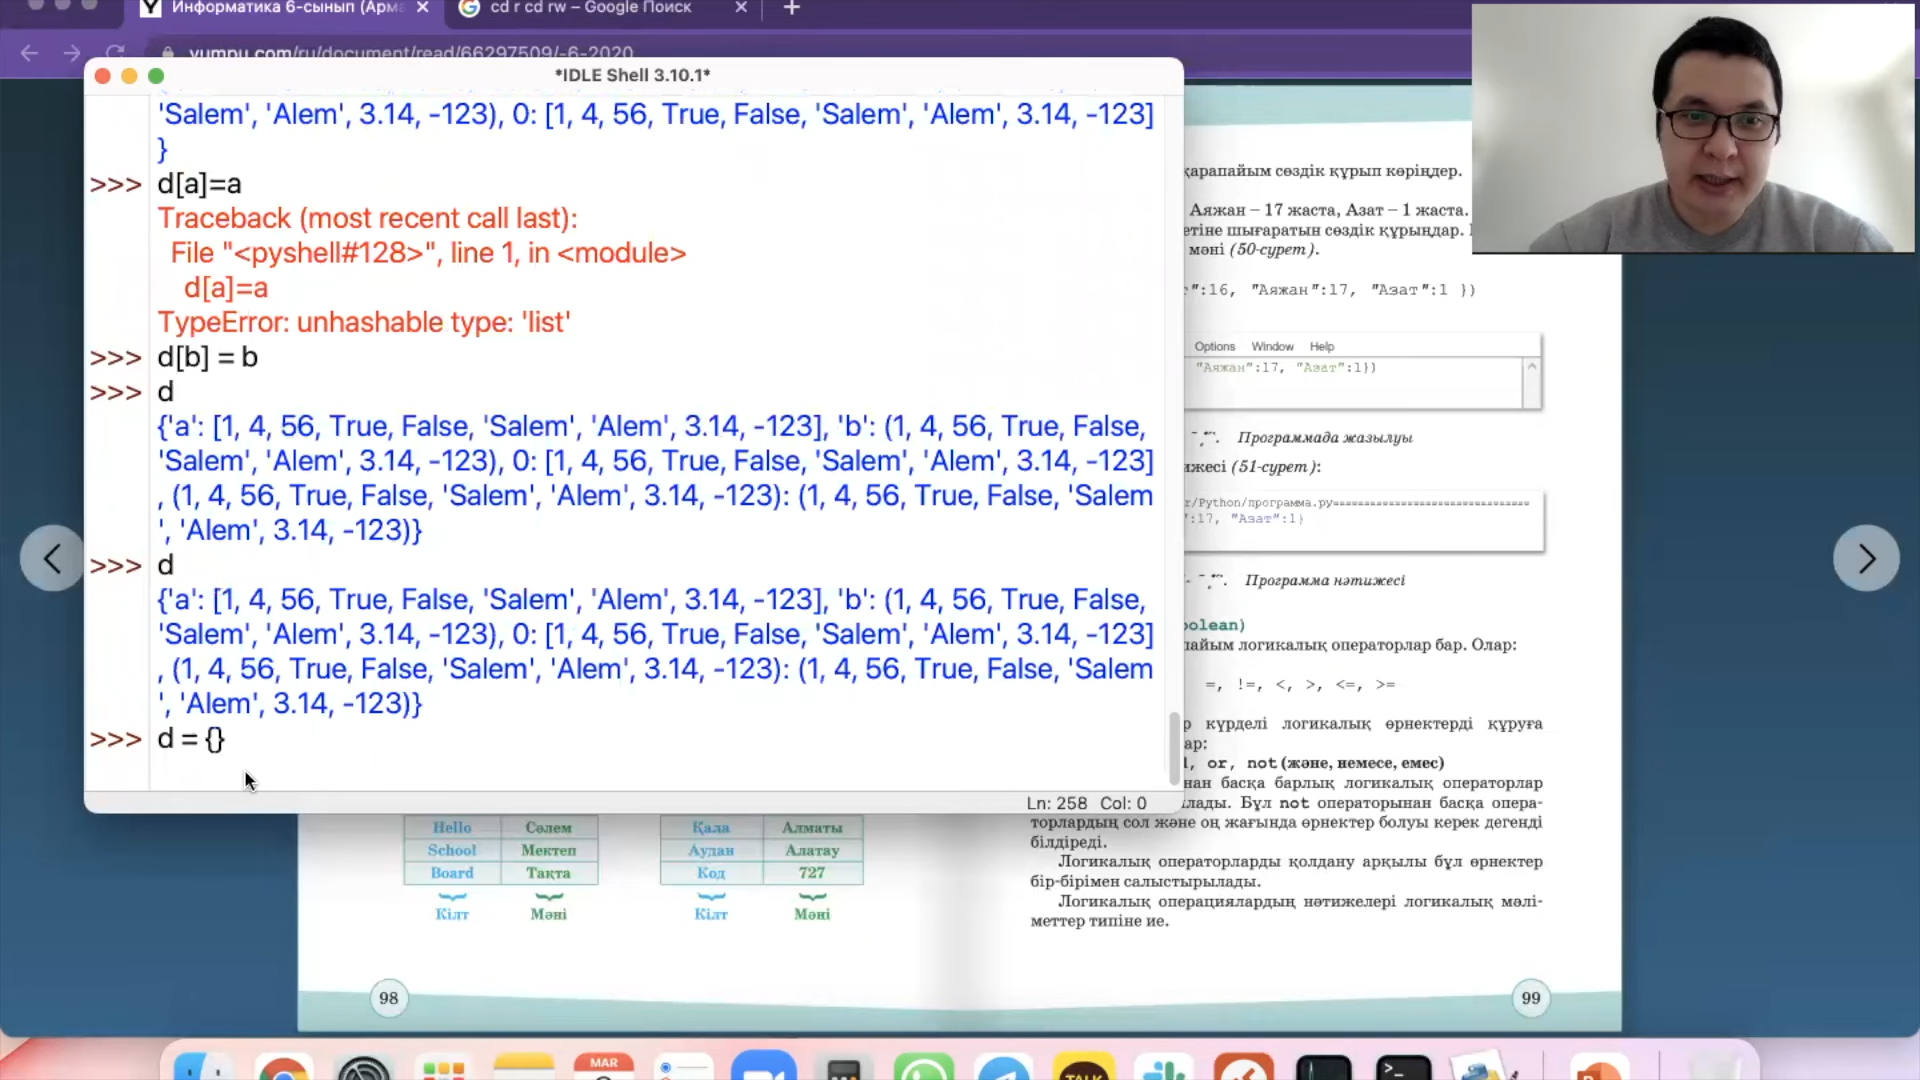 Информатика 6-сынып (Арма
cd r cd rw – Google Поиск
yumpu.com/ru/document/read/66297509/-6-2020
*IDLE Shell 3.10.1*
'Salem', 'Alem', 3.14, -123), 0: [1, 4, 56, True, False, 'Salem', 'Alem', 3.14, -123]
}
>>> d[a]=a
Traceback (most recent call last):
File "<pyshell#128>", line 1, in <module>
d[a]=a
TypeError: unhashable type: 'list'
>>> d[b] = b
>>> d
{'a': [1, 4, 56, True, False, 'Salem', 'Alem', 3.14, -123], 'b': (1, 4, 56, True, False,
'Salem', 'Alem', 3.14, -123), 0: [1, 4, 56, True, False, 'Salem', 'Alem', 3.14, -123]
, (1, 4, 56, True, False, 'Salem', 'Alem', 3.14, -123): (1, 4, 56, True, False, 'Salem
', 'Alem', 3.14, -123)}
>>> d
{'a': [1, 4, 56, True, False, 'Salem', 'Alem', 3.14, -123], 'b': (1, 4, 56, True, False,
'Salem', 'Alem', 3.14, -123), 0: [1, 4, 56, True, False, 'Salem', 'Alem', 3.14, -123]
, (1, 4, 56, True, False, 'Salem', 'Alem', 3.14, -123): (1, 4, 56, True, False, 'Salem
', 'Alem', 3.14, -123)}
>>> d = {}
Ln: 258 Col: 0
Hello Сәлем
School Мектеп
Board Тақта
Кілт Мәні
Қала Алматы
Аудан Алатау
Код 727
Кілт Мәні
98
қарапайым сөздік құрып көріңдер.
Аяжан – 17 жаста, Азат – 1 жаста.
етіне шығаратын сөздік құрыңдар.
мәні (50-сурет).
":16, "Аяжан":17, "Азат":1 })
Options Window Help
"Аяжан":17, "Азат":1})
Программада жазылуы
(51-сурет):
r/Python/программа.py==============================
":17, "Азат":1}
Программа нәтижесі
olean)
логикалық операторлар бар. Олар:
=, !=, <, >, <=, >=
күрделі логикалық өрнектерді құруға
ар:
, or, not (және, немесе, емес)
басқа барлық логикалық операторлар
Бұл not операторынан басқа опера-
торлардың сол және оң жағында өрнектер болуы керек дегенді
білдіреді.
Логикалық операторларды қолдану арқылы бұл өрнектер
бір-бірімен салыстырылады.
Логикалық операциялардың нәтижелері логикалық мәлі-
меттер типіне ие.
99
MAR
TALK